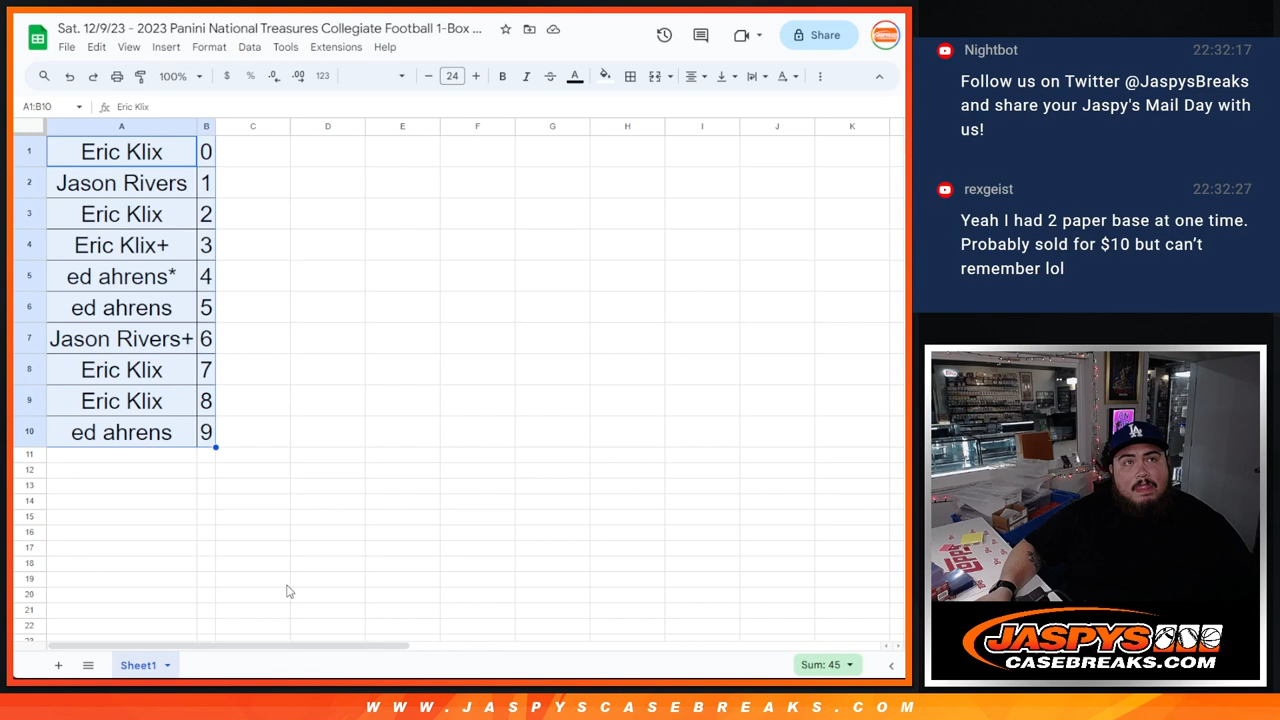 Sat. 12/9/23 - 2023 Panini National Treasures Collegiate Football 1-Box ...
File Edit View Insert Format Data Tools Extensions Help
Share
100% $ % .0 .00 123 24 B I A
A1:B10 fx Eric Klix
A B C D E F G H I J K
1 Eric Klix 0
2 Jason Rivers 1
3 Eric Klix 2
4 Eric Klix+ 3
5 ed ahrens* 4
6 ed ahrens 5
7 Jason Rivers+ 6
8 Eric Klix 7
9 Eric Klix 8
10 ed ahrens 9
11
12
13
14
15
16
17
18
19
20
21
22
23
Sheet1
Sum: 45
Nightbot 22:32:17
Follow us on Twitter @JaspysBreaks
and share your Jaspy's Mail Day with
us!
rexgeist 22:32:27
Yeah I had 2 paper base at one time.
Probably sold for $10 but can't
remember lol
LA
JASPYS
CASEBREAKS.COM
WWW.JASPYSCASEBREAKS.COM